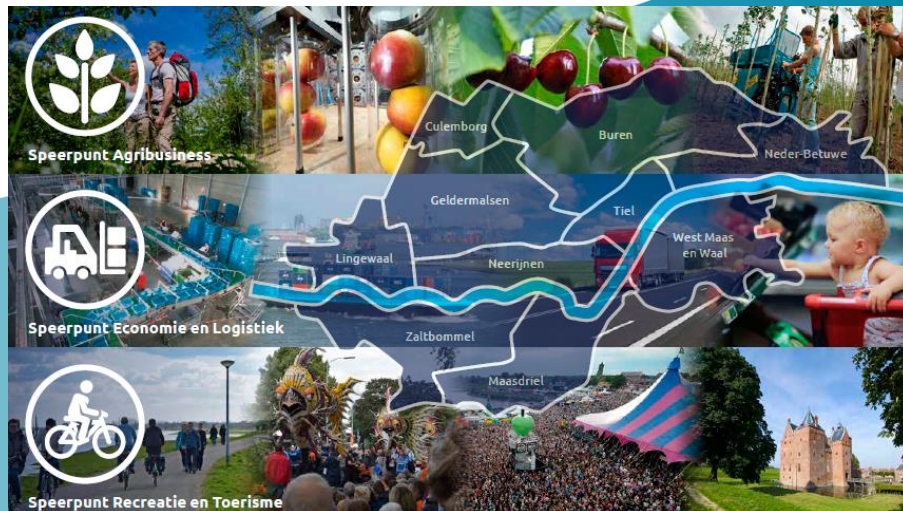 Speerpunt Agribusiness
Culemborg
Buren
Neder-Betuwe
Geldermalsen
Tiel
Lingewaal
Neerijnen
West Maas
en Waal
Speerpunt Economie en Logistiek
Zaltbommel
Maasdriel
Speerpunt Recreatie en Toerisme